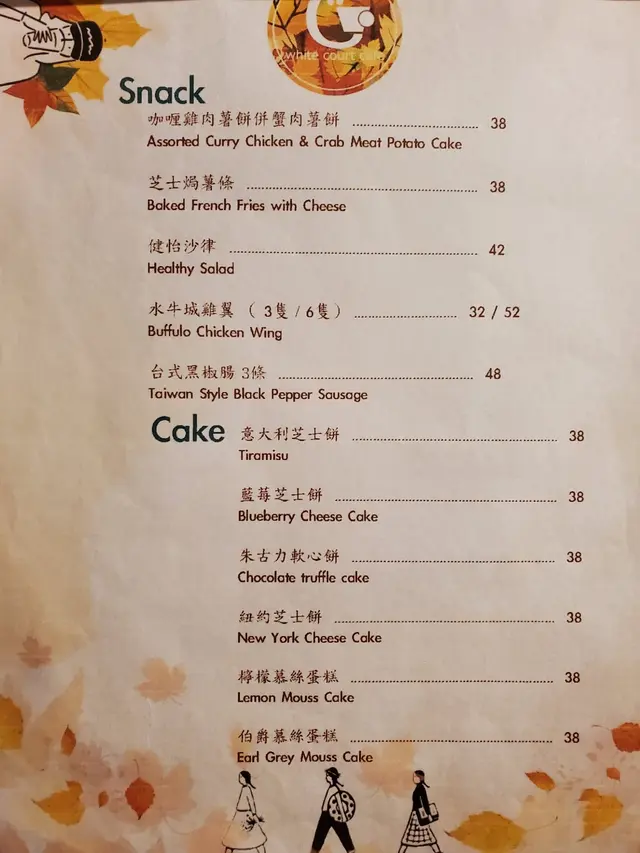 white court cafe
Snack
咖喱雞肉薯餅併蟹肉薯餅 38
Assorted Curry Chicken & Crab Meat Potato Cake
芝士焗薯條 38
Baked French Fries with Cheese
健怡沙律 42
Healthy Salad
水牛城雞翼 ( 3隻 / 6隻 ) 32 / 52
Buffulo Chicken Wing
台式黑椒腸 3條 48
Taiwan Style Black Pepper Sausage
Cake
意大利芝士餅 38
Tiramisu
藍莓芝士餅 38
Blueberry Cheese Cake
朱古力軟心餅 38
Chocolate truffle cake
紐約芝士餅 38
New York Cheese Cake
檸檬慕絲蛋糕 38
Lemon Mouss Cake
伯爵慕絲蛋糕 38
Earl Grey Mouss Cake